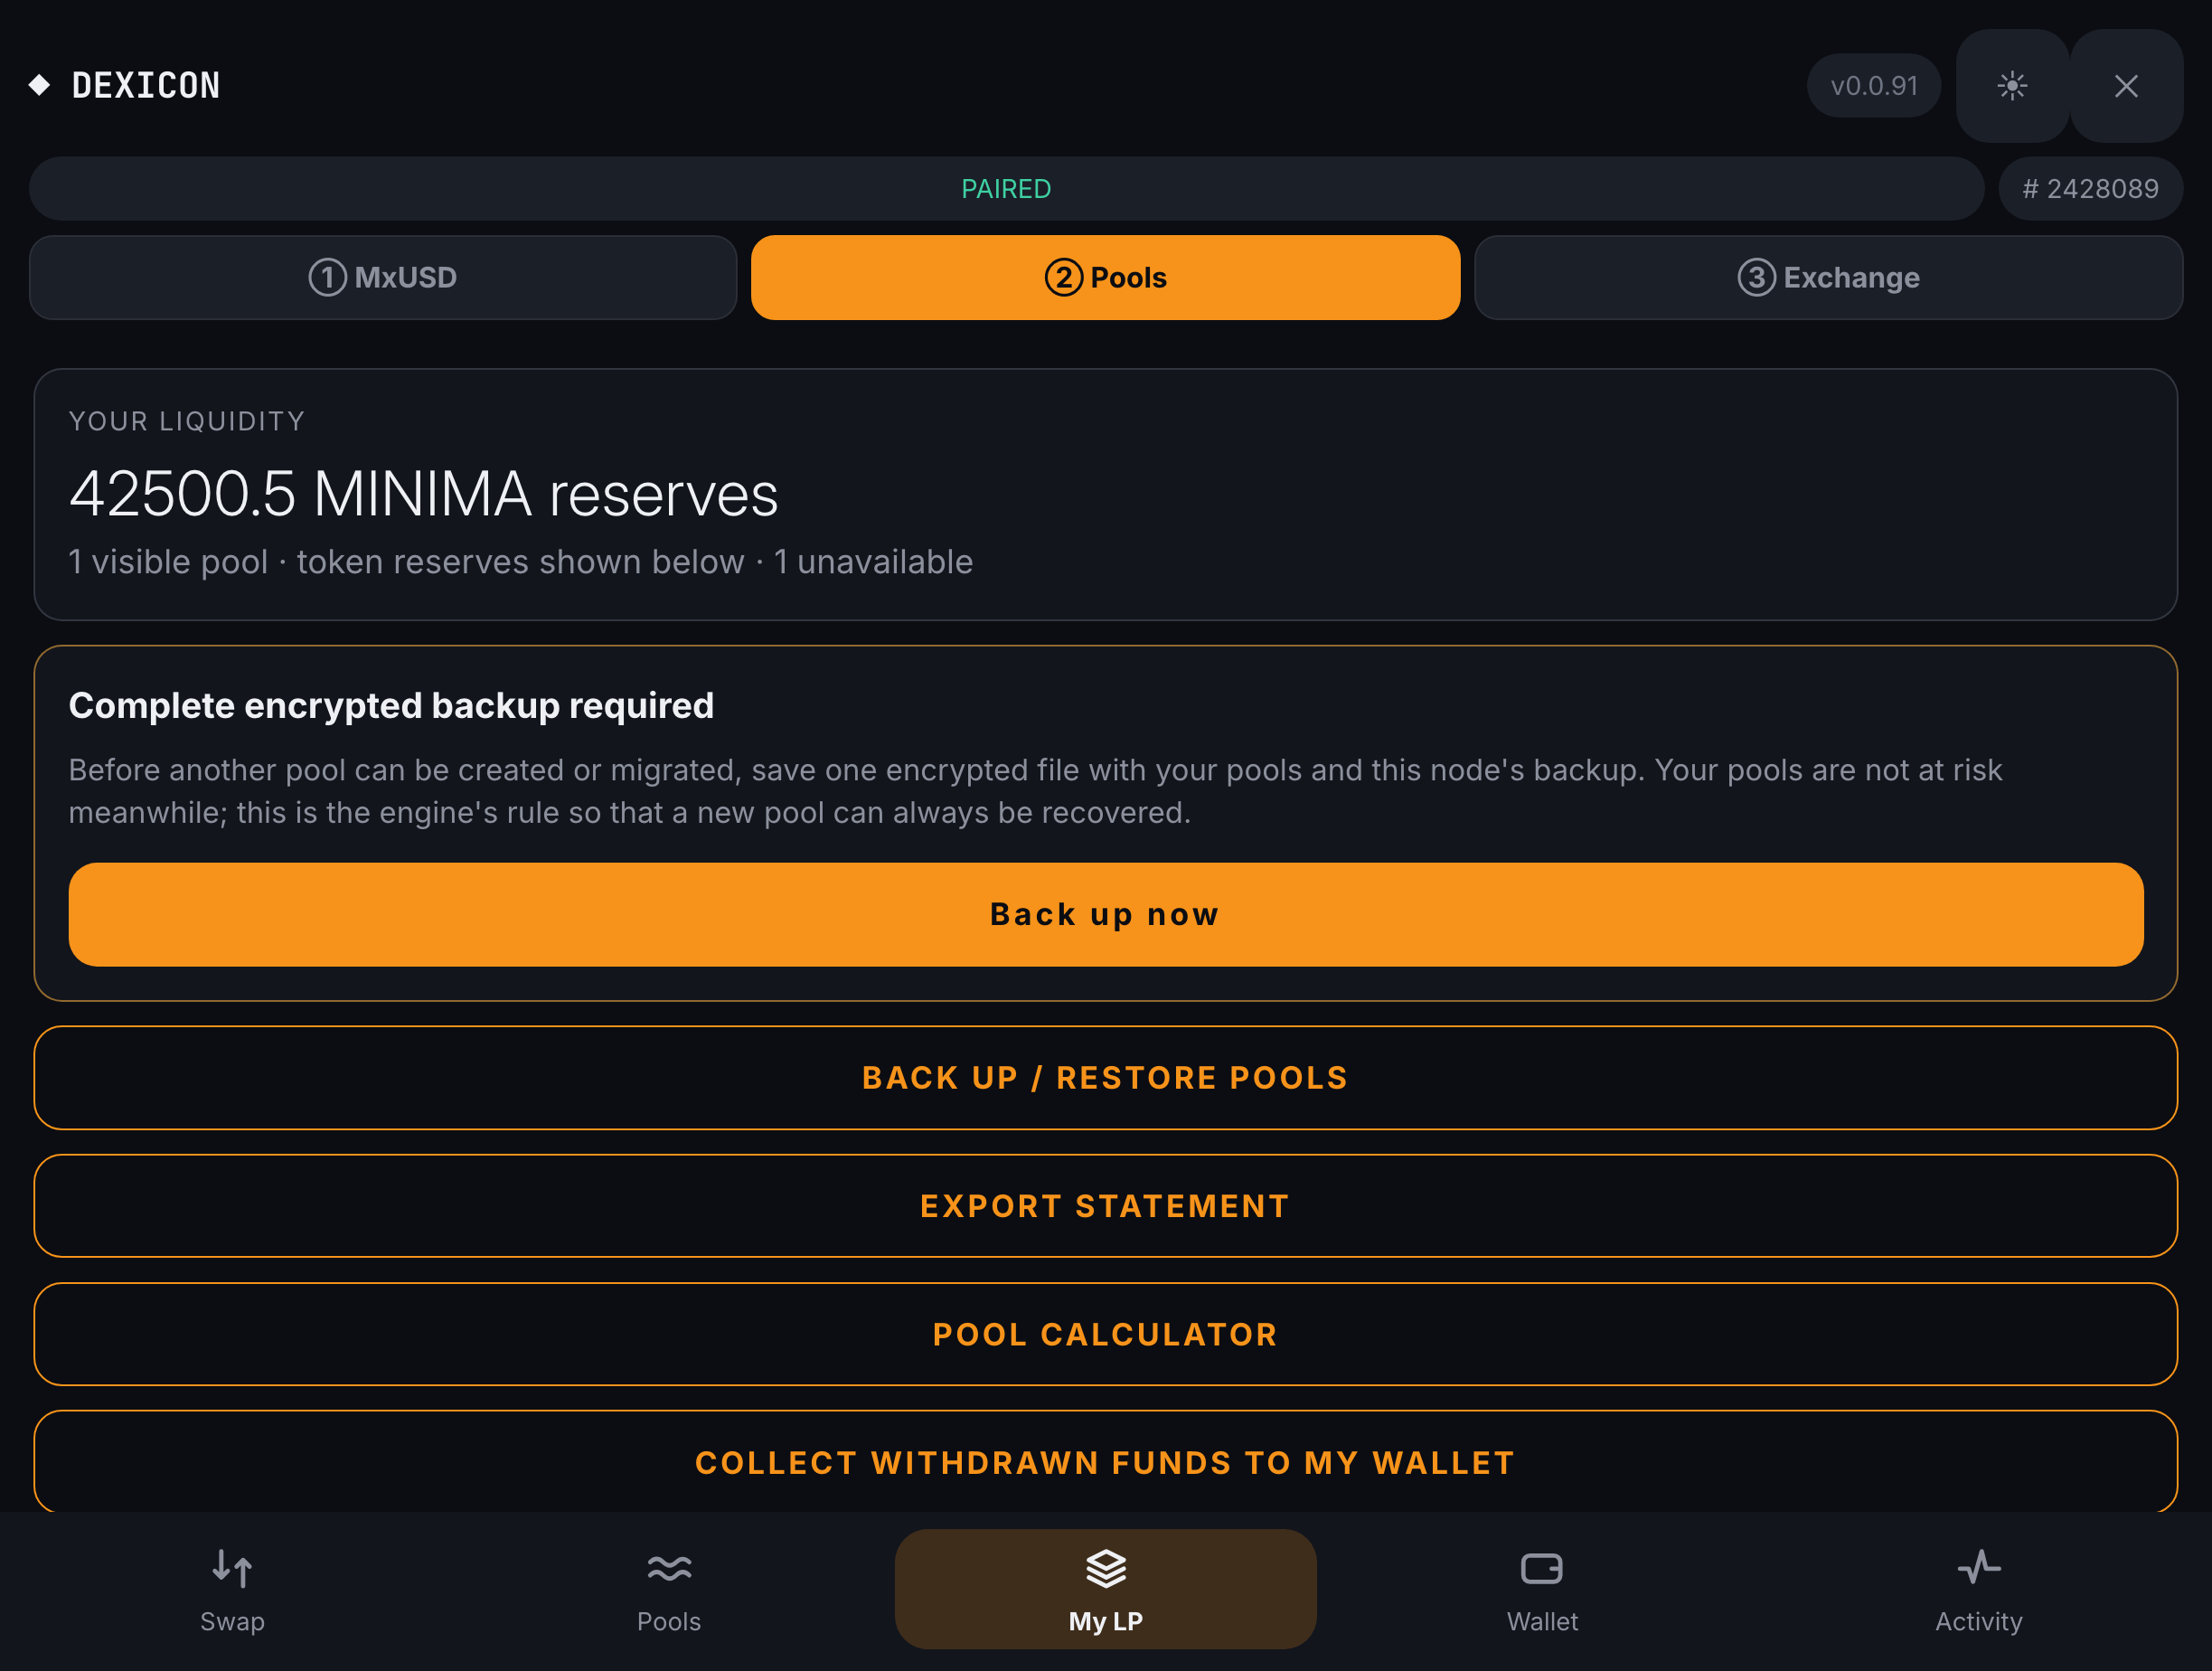 DEXICON
v0.0.91
PAIRED
# 2428089
① MxUSD
② Pools
③ Exchange
YOUR LIQUIDITY
42500.5 MINIMA reserves
1 visible pool · token reserves shown below · 1 unavailable
Complete encrypted backup required
Before another pool can be created or migrated, save one encrypted file with your pools and this node's backup. Your pools are not at risk
meanwhile; this is the engine's rule so that a new pool can always be recovered.
Back up now
BACK UP / RESTORE POOLS
EXPORT STATEMENT
POOL CALCULATOR
COLLECT WITHDRAWN FUNDS TO MY WALLET
Swap
Pools
My LP
Wallet
Activity